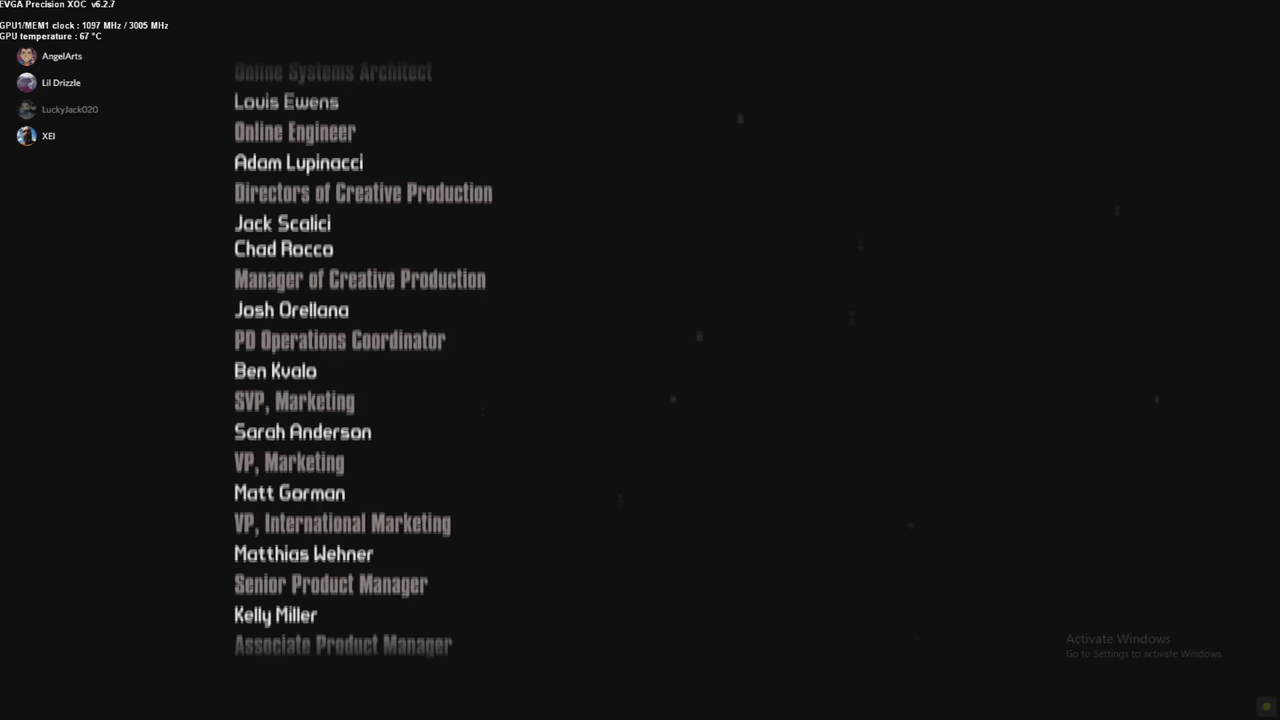 EVGA Precision XOC v6.2.7
GPU1/MEM1 clock : 1097 MHz / 3005 MHz
GPU temperature : 67 °C
AngelArts
Lil Drizzle
LuckyJack020
XEI
Online Systems Architect
Louis Ewens
Online Engineer
Adam Lupinacci
Directors of Creative Production
Jack Scalici
Chad Rocco
Manager of Creative Production
Josh Orellana
PD Operations Coordinator
Ben Kvalo
SVP, Marketing
Sarah Anderson
VP, Marketing
Matt Gorman
VP, International Marketing
Matthias Wehner
Senior Product Manager
Kelly Miller
Associate Product Manager
Activate Windows
Go to Settings to activate Windows.